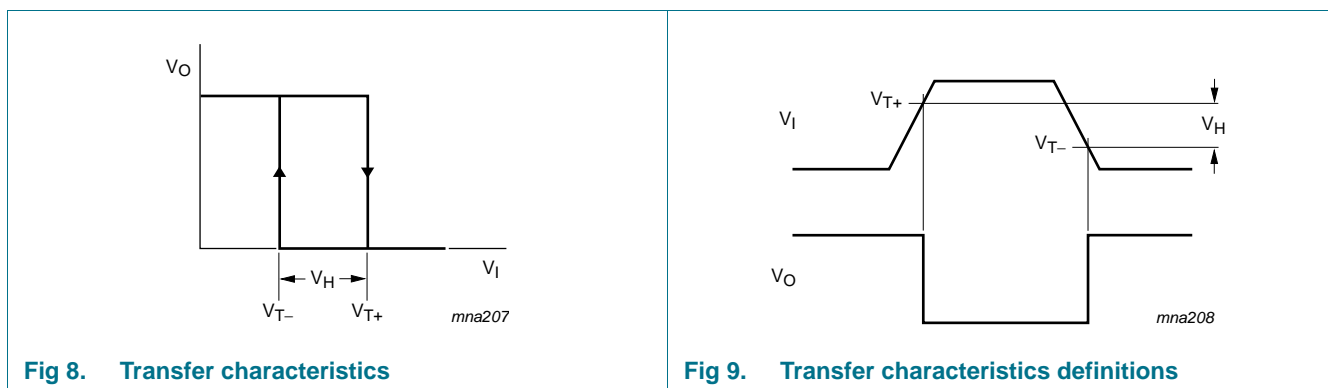 VO
VH
VI
VT−
VT+
mna207
Fig 8. Transfer characteristics
VT+
VI
VH
VT−
VO
mna208
Fig 9. Transfer characteristics definitions